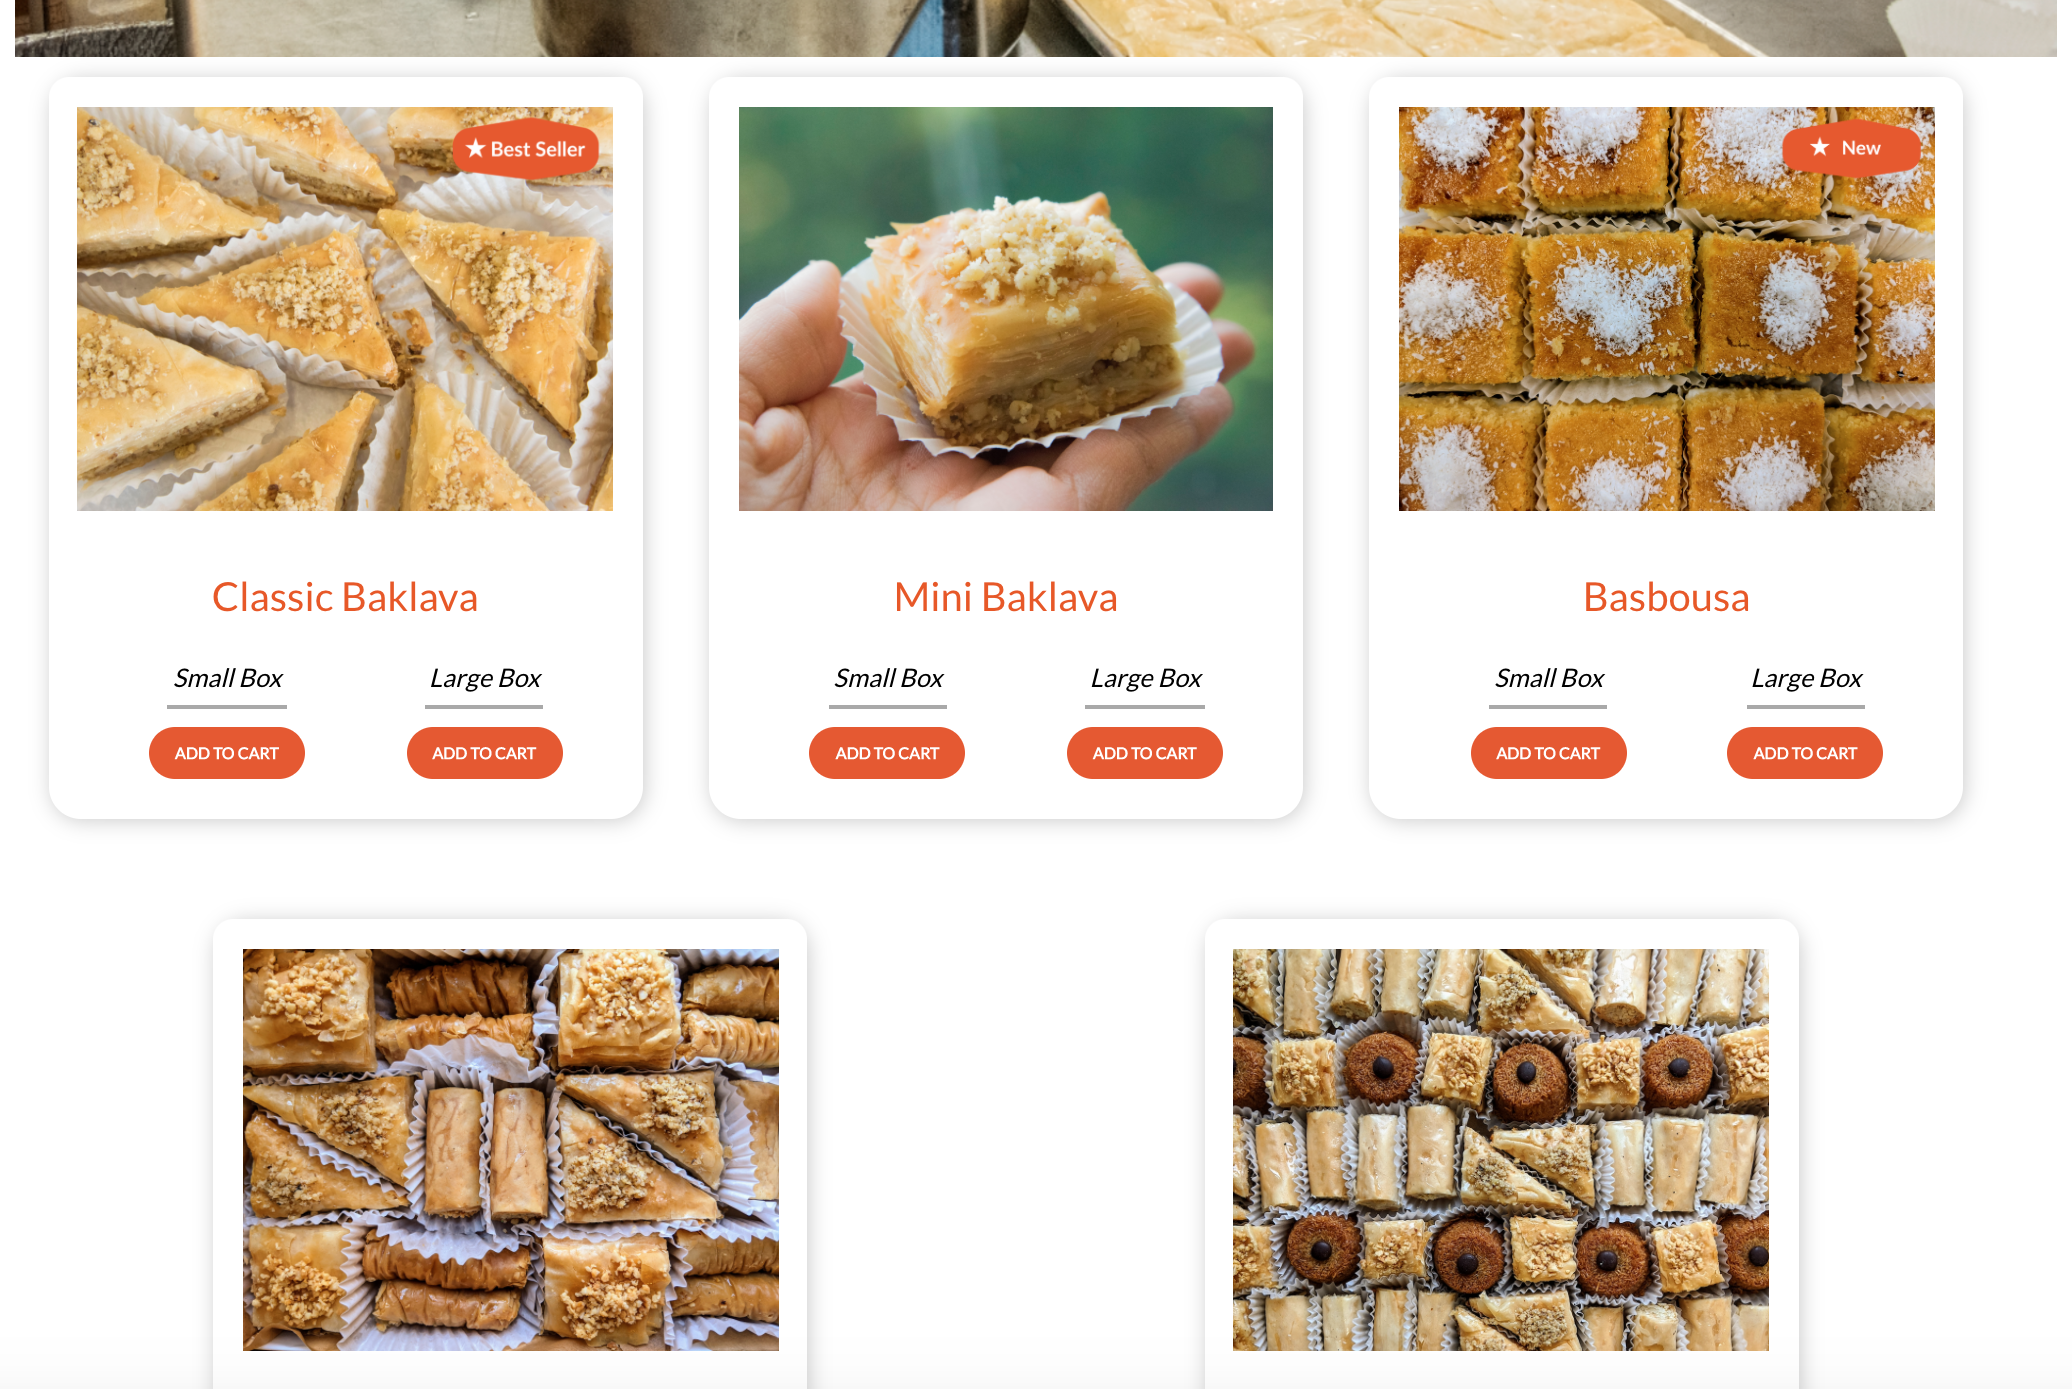 ★ Best Seller
★ New
Classic Baklava
Mini Baklava
Basbousa
Small Box
Large Box
Small Box
Large Box
Small Box
Large Box
ADD TO CART
ADD TO CART
ADD TO CART
ADD TO CART
ADD TO CART
ADD TO CART